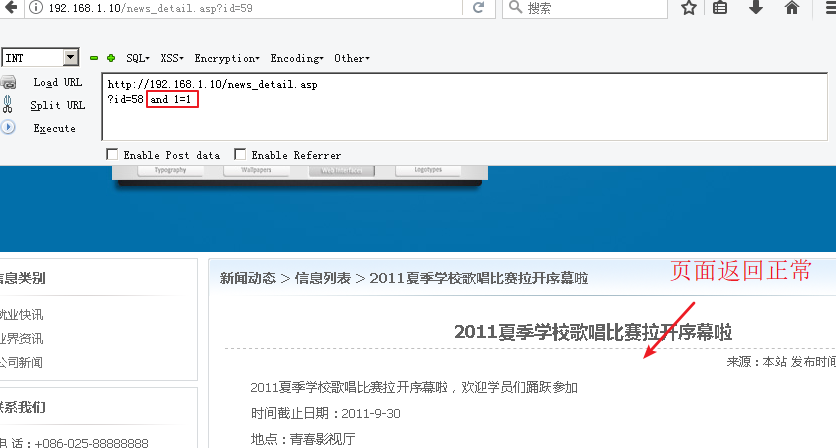 192.168.1.10/news_detail.asp?id=59
搜索
INT
SQL XSS Encryption Encoding Other
Load URL
http://192.168.1.10/news_detail.asp
Split URL
?id=58 and 1=1
Execute
Enable Post data Enable Referrer
Typography Wallpapers Web Interfaces Logotypes
信息类别
新闻动态 > 信息列表 > 2011夏季学校歌唱比赛拉开序幕啦
页面返回正常
就业快讯
2011夏季学校歌唱比赛拉开序幕啦
业界资讯
来源：本站 发布时间
公司新闻
2011夏季学校歌唱比赛拉开序幕啦，欢迎学员们踊跃参加
联系我们
时间截止日期：2011-9-30
电 话：+086-025-88888888
地点：青春影视厅